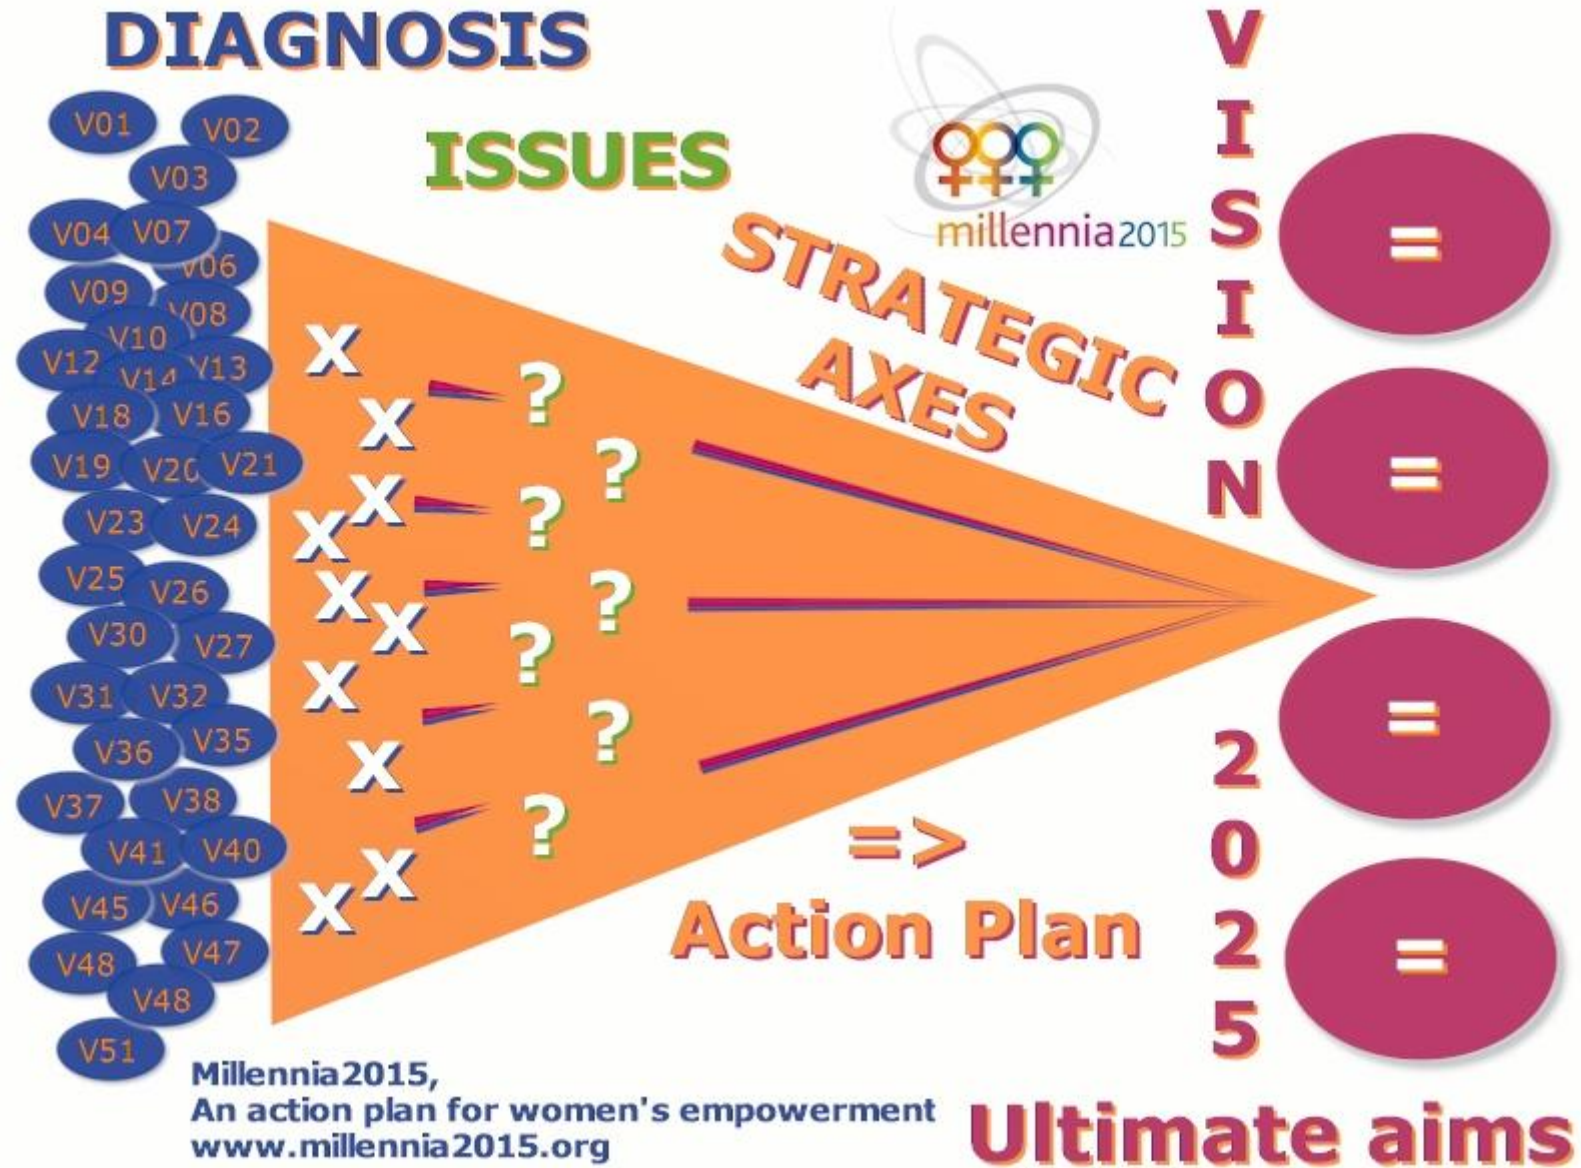 DIAGNOSIS
ISSUES
millennia2015
STRATEGIC
AXES
VISION
2025
V01 V02
V03
V04 V07
V06
V09 V08
V10
V12 V14 V13
V18 V16
V19 V20 V21
V23 V24
V25 V26
V30 V27
V31 V32
V36 V35
V37 V38
V41 V40
V45 V46
V48 V47
V48
V51
X
X
X
X
X
X
X
X
X
X
?
?
?
?
?
?
?
=
=
=
=
=>
Action Plan
Millennia2015,
An action plan for women's empowerment
www.millennia2015.org
Ultimate aims